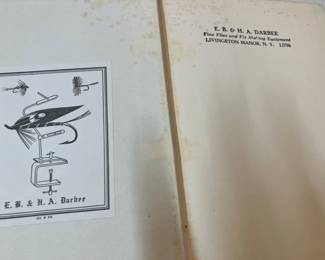 E. B. & H. A. Darbee
E. B. & H. A. DARBEE
Fine Flies and Fly Making Equipment
LIVINGSTON MANOR, N. Y. 12758